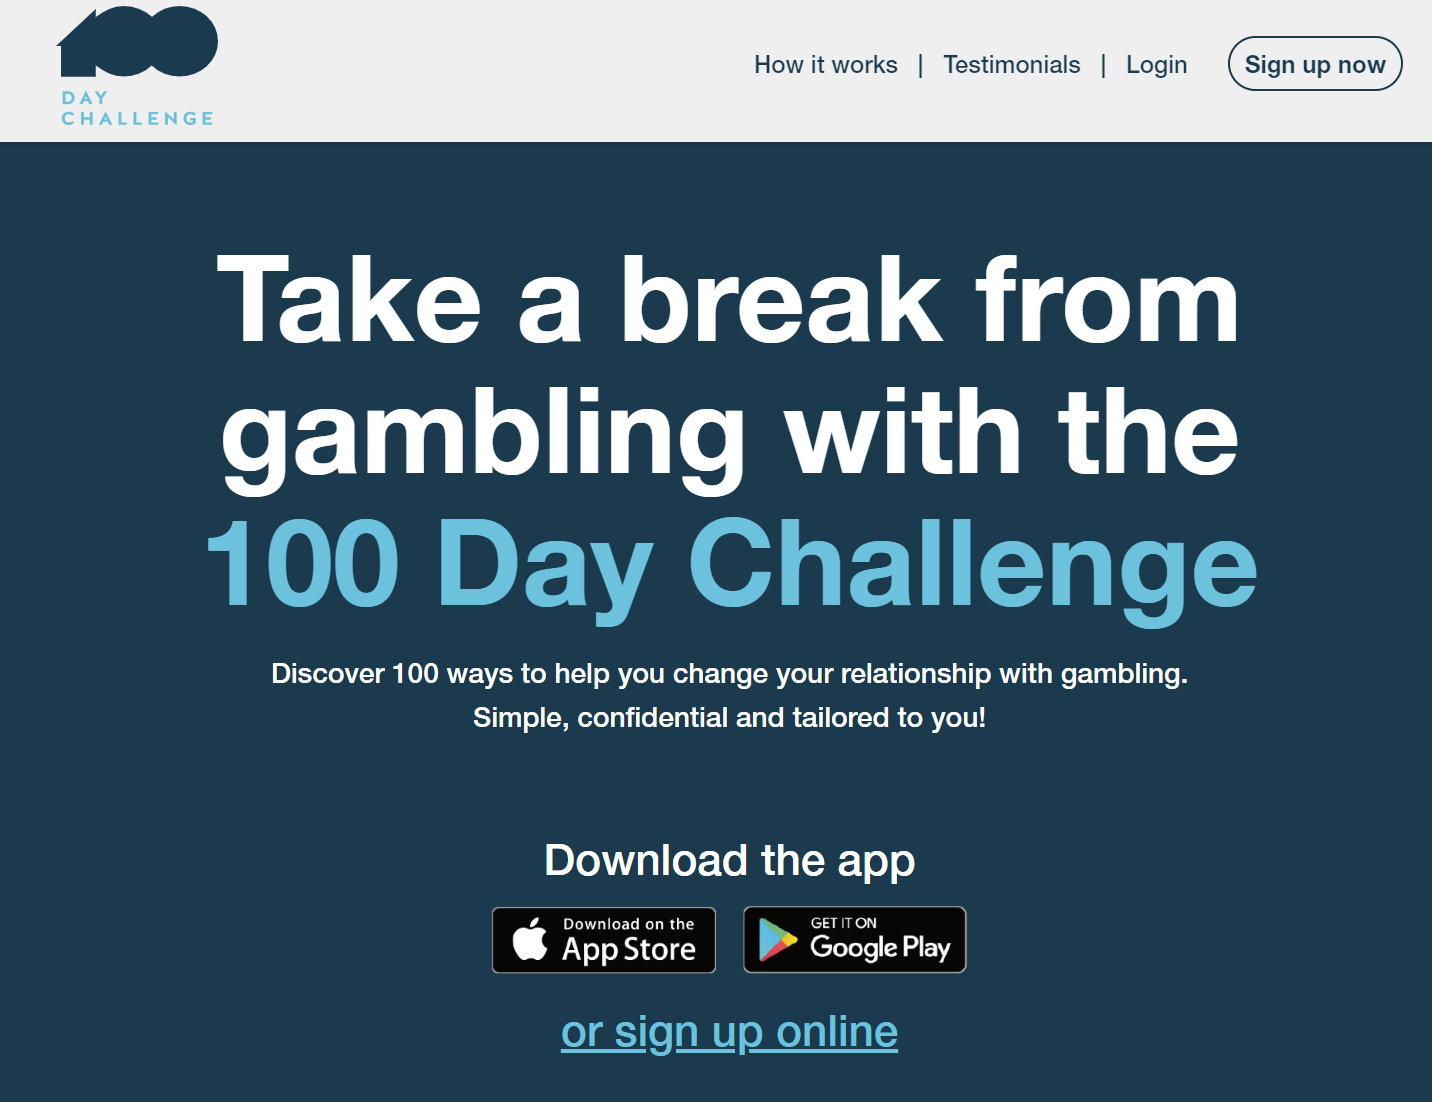 100
DAY
CHALLENGE
How it works | Testimonials | Login Sign up now
Take a break from
gambling with the
100 Day Challenge
Discover 100 ways to help you change your relationship with gambling.
Simple, confidential and tailored to you!
Download the app
Download on the
App Store
GET IT ON
Google Play
or sign up online